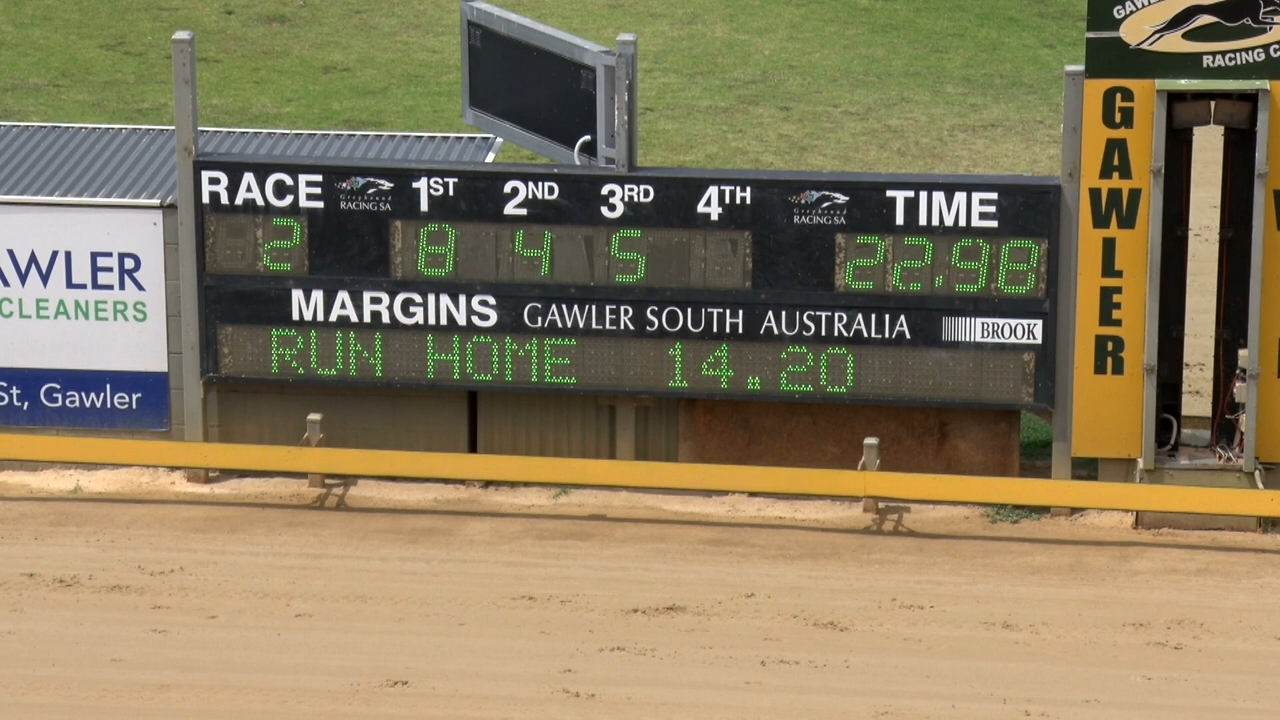 GAWL
RACING C
GAWLER
RACE
Greyhound
RACING SA
1ST 2ND 3RD 4TH
Greyhound
RACING SA
TIME
2 8 4 5 22.98
MARGINS GAWLER SOUTH AUSTRALIA BROOK
RUN HOME 14.20
AWLER
CLEANERS
St, Gawler